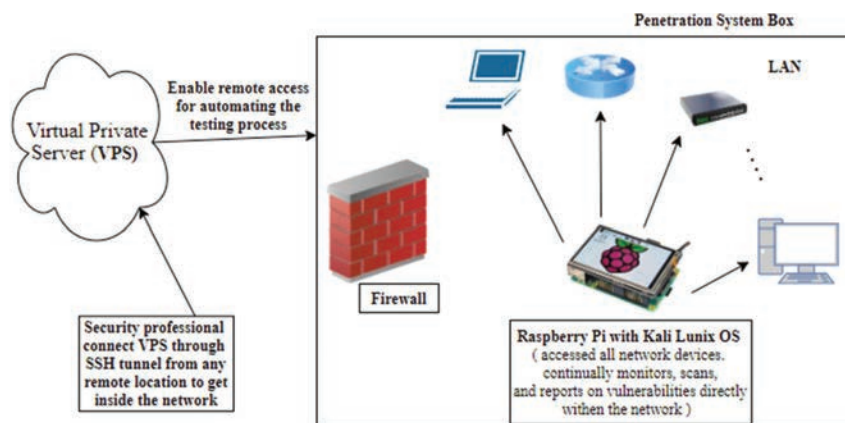 Penetration System Box
LAN
Enable remote access
for automating the
testing process
Virtual Private
Server (VPS)
Firewall
Security professional
connect VPS through
SSH tunnel from any
remote location to get
inside the network
Raspberry Pi with Kali Lunix OS
( accessed all network devices.
continually monitors, scans,
and reports on vulnerabilities directly
withen the network )